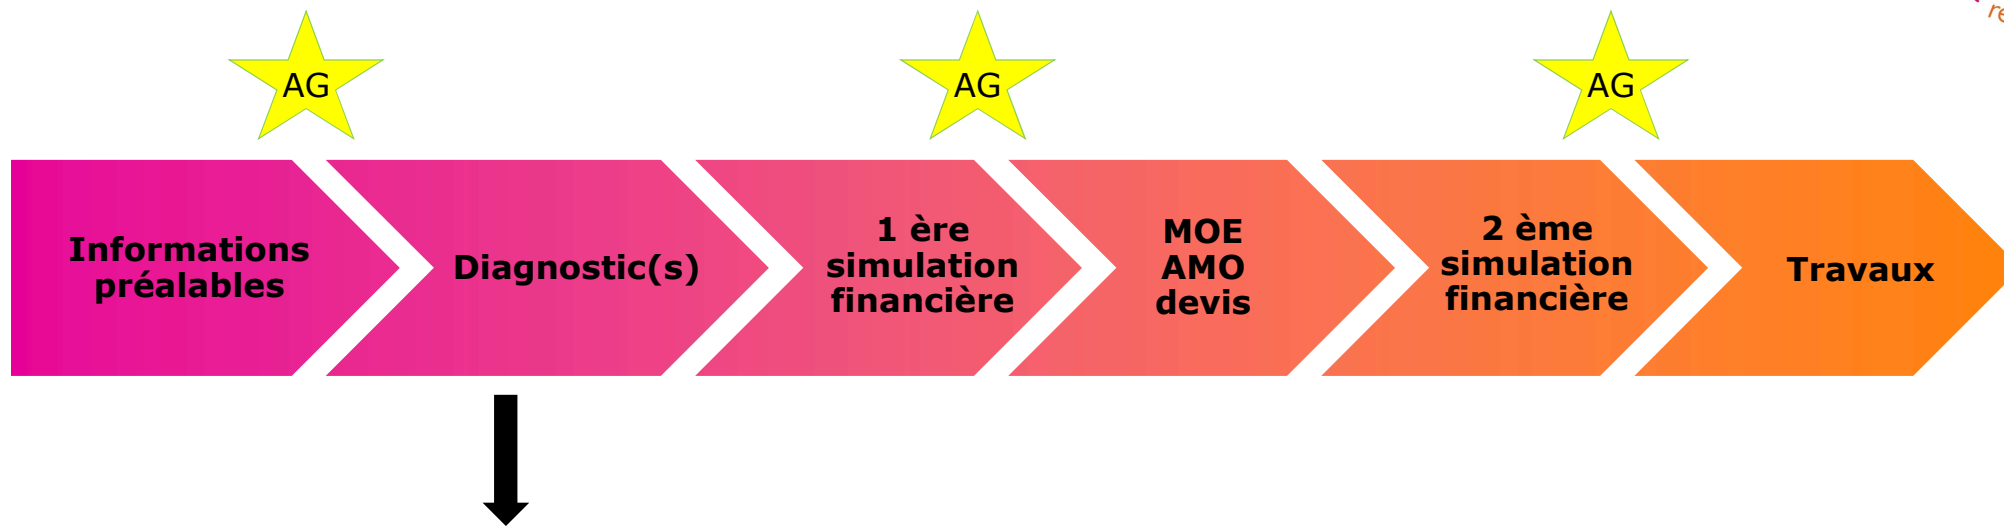 AG
AG
AG
Informations
préalables
Diagnostic(s)
1 ère
simulation
financière
MOE
AMO
devis
2 ème
simulation
financière
Travaux